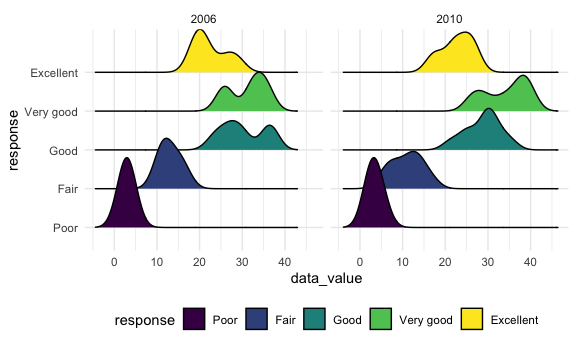 2006 2010
response
Excellent
Very good
Good
Fair
Poor
0 10 20 30 40 0 10 20 30 40
data_value
response Poor Fair Good Very good Excellent